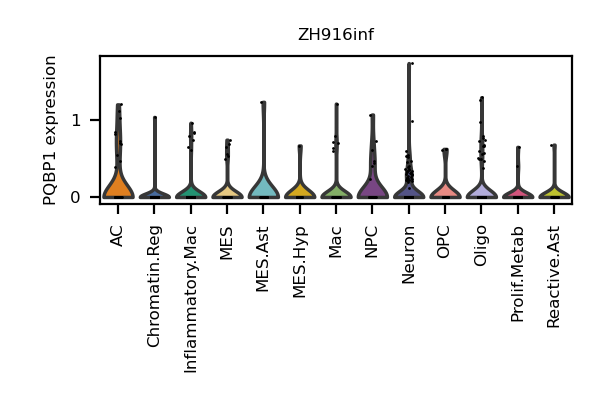 ZH916inf
PQBP1 expression
1
0
AC
Chromatin.Reg
Inflammatory.Mac
MES
MES.Ast
MES.Hyp
Mac
NPC
Neuron
OPC
Oligo
Prolif.Metab
Reactive.Ast